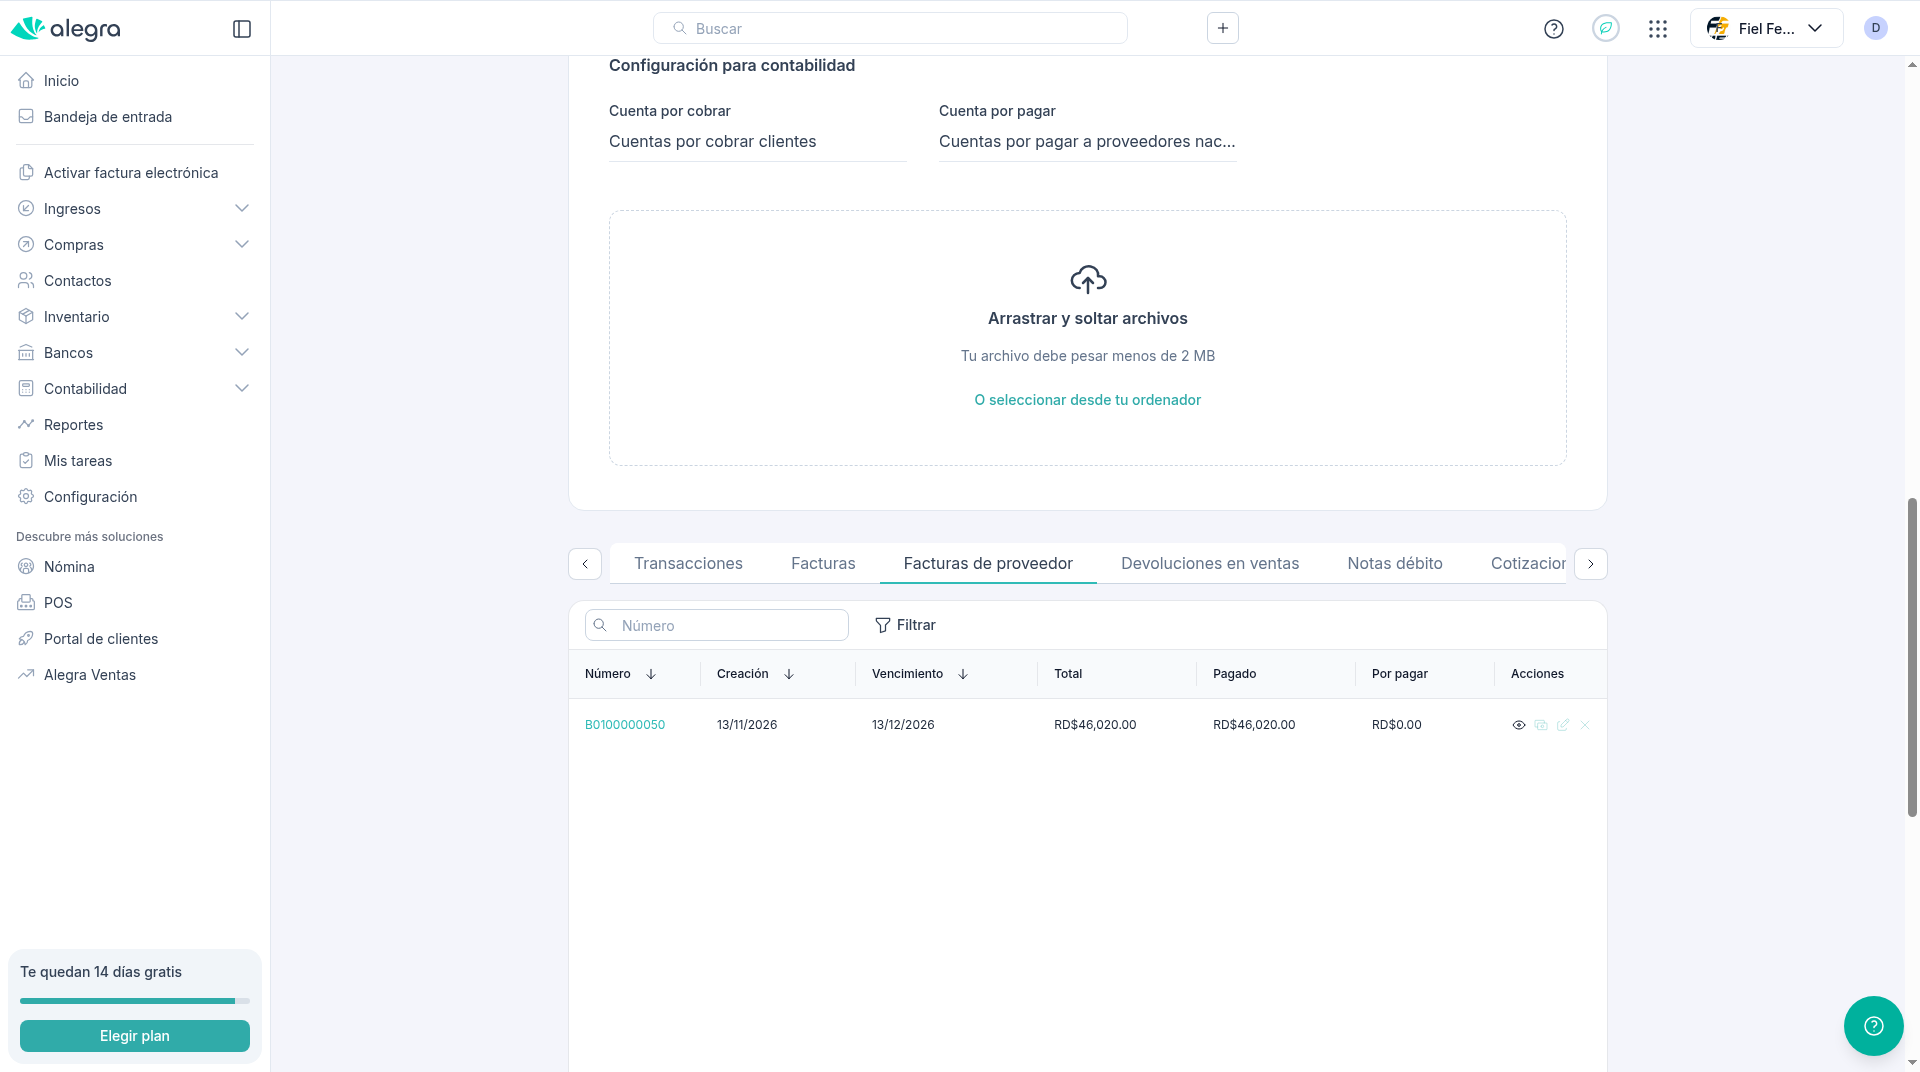 alegra
Buscar
Fiel Fe...
D
Inicio
Bandeja de entrada
Activar factura electrónica
Ingresos
Compras
Contactos
Inventario
Bancos
Contabilidad
Reportes
Mis tareas
Configuración
Descubre más soluciones
Nómina
POS
Portal de clientes
Alegra Ventas
Te quedan 14 días gratis
Elegir plan
Configuración para contabilidad
Cuenta por cobrar Cuenta por pagar
Cuentas por cobrar clientes Cuentas por pagar a proveedores nac...
Arrastrar y soltar archivos
Tu archivo debe pesar menos de 2 MB
O seleccionar desde tu ordenador
Transacciones Facturas Facturas de proveedor Devoluciones en ventas Notas débito Cotizacion
Número Filtrar
Número Creación Vencimiento Total Pagado Por pagar Acciones
B0100000050 13/11/2026 13/12/2026 RD$46,020.00 RD$46,020.00 RD$0.00